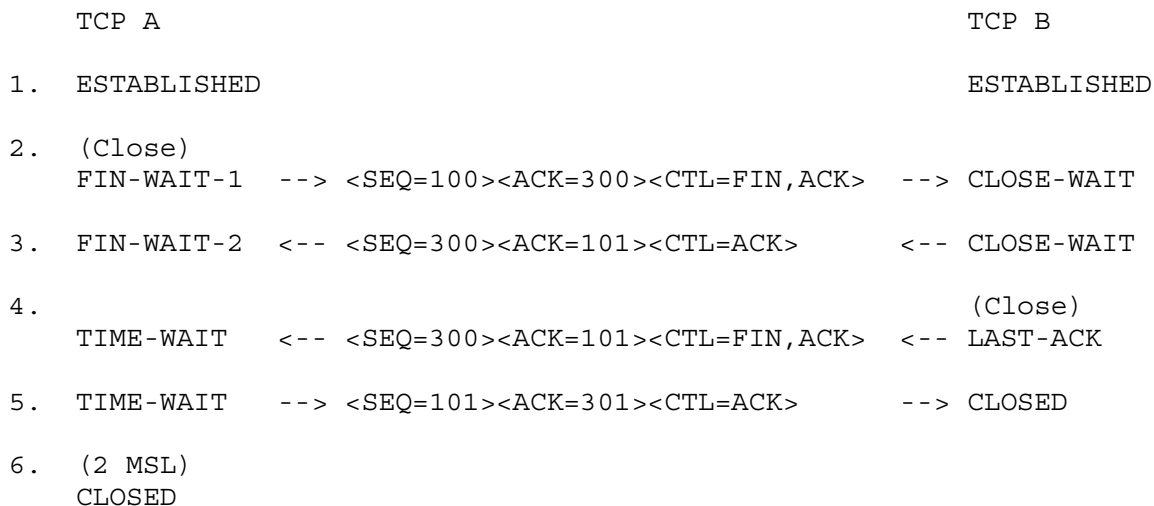 TCP A                                                TCP B
1.  ESTABLISHED                                          ESTABLISHED
2.  (Close)
FIN-WAIT-1  --> <SEQ=100><ACK=300><CTL=FIN,ACK>  --> CLOSE-WAIT
3.  FIN-WAIT-2  <-- <SEQ=300><ACK=101><CTL=ACK>      <-- CLOSE-WAIT
4.                                                       (Close)
TIME-WAIT   <-- <SEQ=300><ACK=101><CTL=FIN,ACK>  <-- LAST-ACK
5.  TIME-WAIT   --> <SEQ=101><ACK=301><CTL=ACK>      --> CLOSED
6.  (2 MSL)
CLOSED